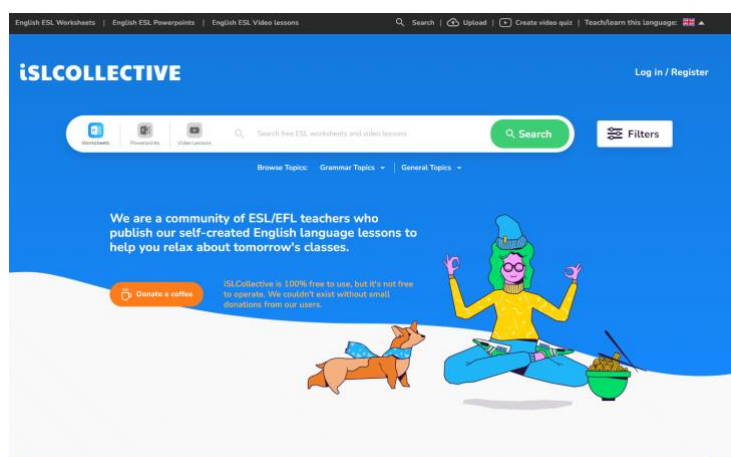 English ESL Worksheets | English ESL Powerpoints | English ESL Video lessons
Search | Upload | Create video quiz | Teach/learn this language:
iSLCOLLECTIVE
Log in / Register
Worksheets
Powerpoints
Video Lessons
Search free ESL worksheets and video lessons
Search
Filters
Browse Topics: Grammar Topics | General Topics
We are a community of ESL/EFL teachers who
publish our self-created English language lessons to
help you relax about tomorrow's classes.
Donate a coffee
iSLCollective is 100% free to use, but it's not free
to operate. We couldn't exist without small
donations from our users.